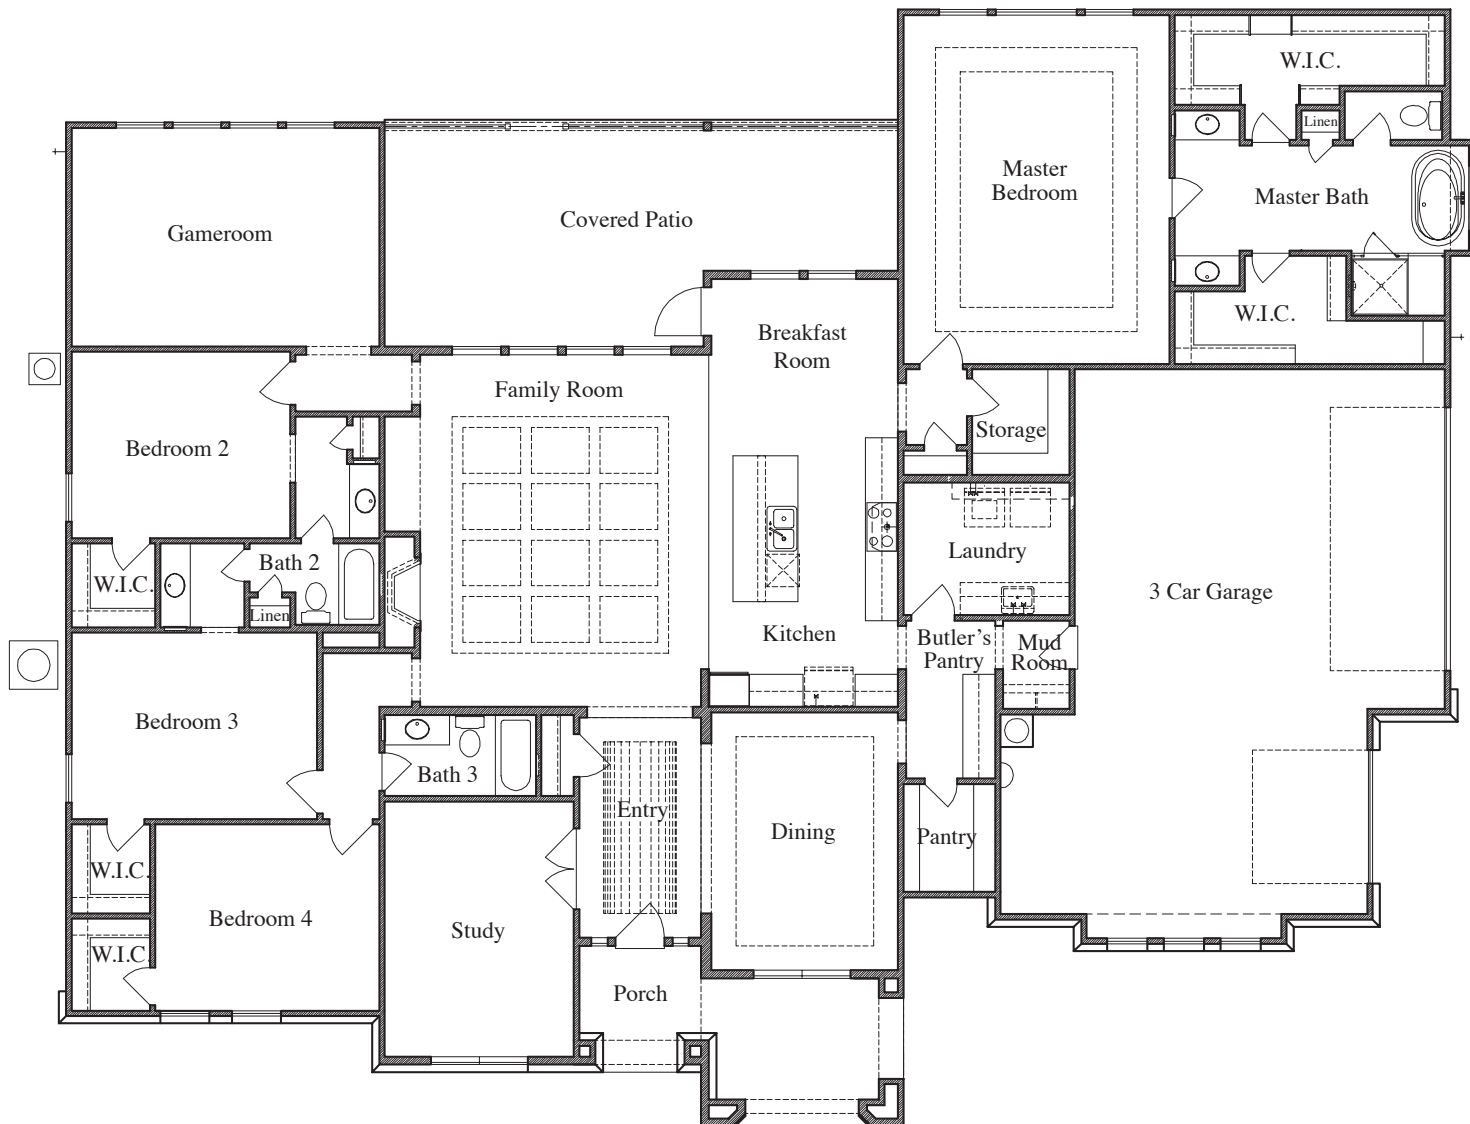 W.I.C.
Linen
Master
Bedroom
Master Bath
Gameroom
Covered Patio
W.I.C.
Breakfast
Room
Family Room
Storage
Bedroom 2
Laundry
Bath 2
W.I.C.
Linen
3 Car Garage
Kitchen
Butler's
Pantry
Mud
Room
Bedroom 3
Bath 3
Entry
Dining
Pantry
W.I.C.
Bedroom 4
Study
W.I.C.
Porch